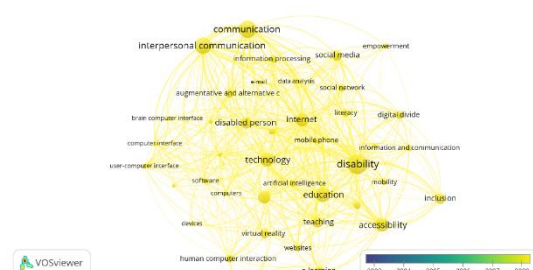 communication
interpersonal communication
empowerment
social media
information processing
data analysis
social network
augmentative and alternative c
literacy
digital divide
brain computer interface
disabled person
internet
mobile phone
computer interface
information and communication
technology
disability
user-computer interface
software
artificial intelligence
mobility
computers
education
inclusion
devices
teaching
accessibility
virtual reality
websites
human computer interaction
VOSviewer